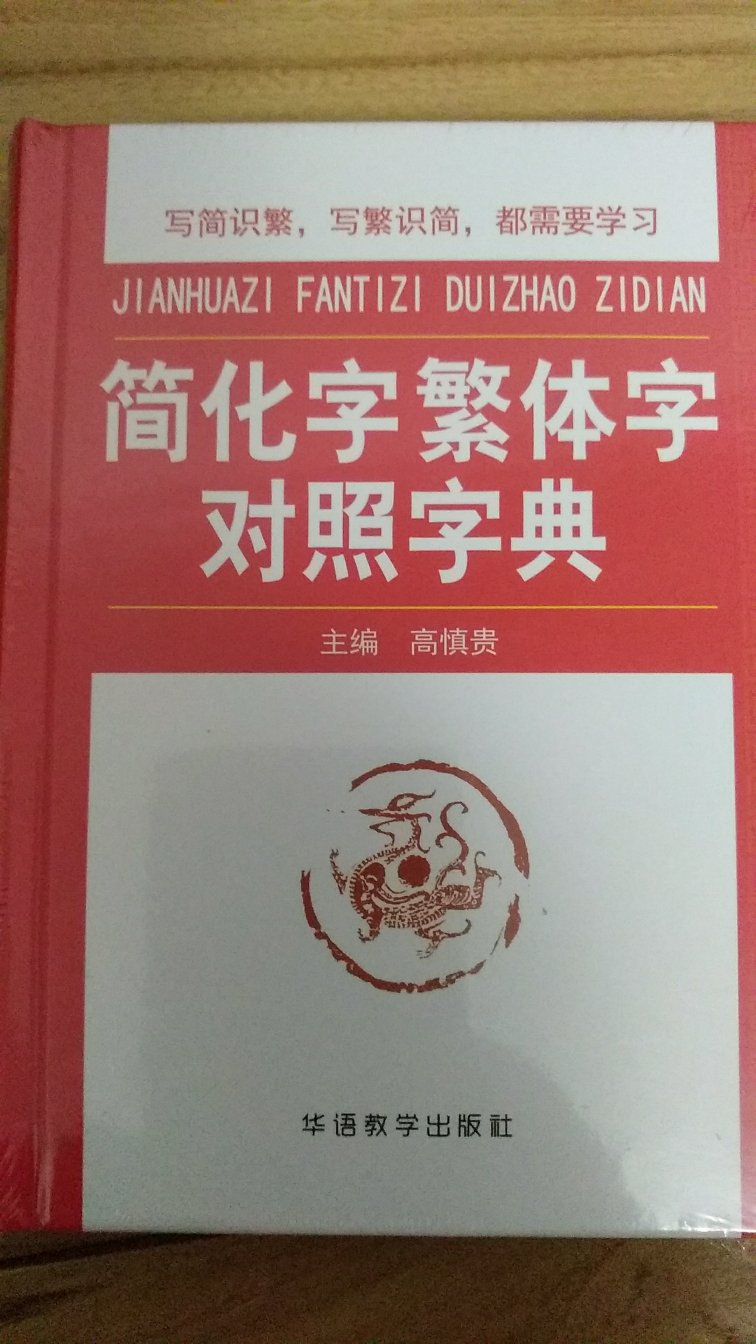 写简识繁，写繁识简，都需要学习
JIANHUAZI FANTIZI DUIZHAO ZIDIAN
简化字繁体字
对照字典
主编 高慎贵
华语教学出版社